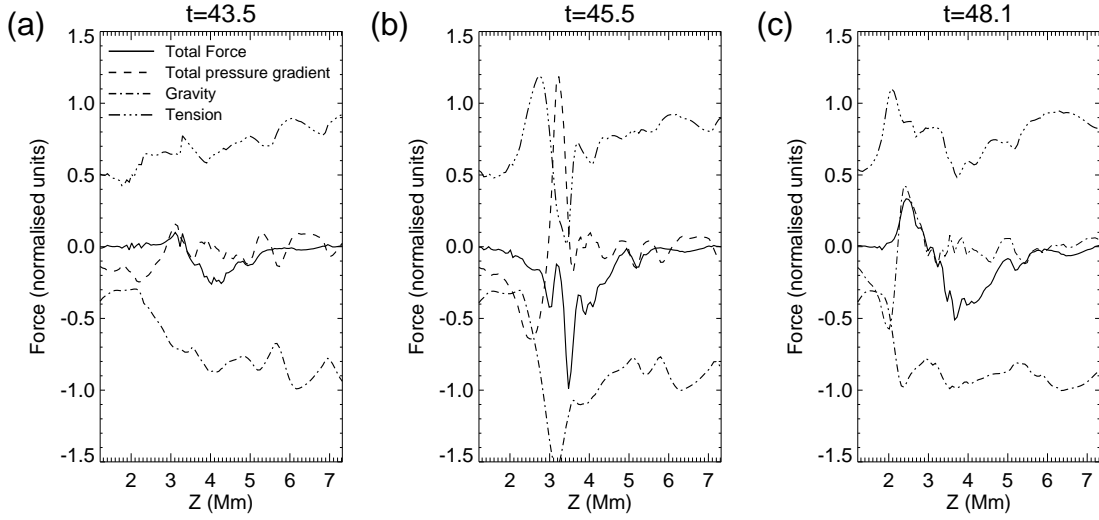 t=43.5
t=45.5
t=48.1
(a)
(b)
(c)
Total Force
Total pressure gradient
Gravity
Tension
Force (normalised units)
1.5
1.0
0.5
0.0
-0.5
-1.0
-1.5
2 3 4 5 6 7
Z (Mm)
Force (normalised units)
1.5
1.0
0.5
0.0
-0.5
-1.0
-1.5
2 3 4 5 6 7
Z (Mm)
Force (normalised units)
1.5
1.0
0.5
0.0
-0.5
-1.0
-1.5
2 3 4 5 6 7
Z (Mm)